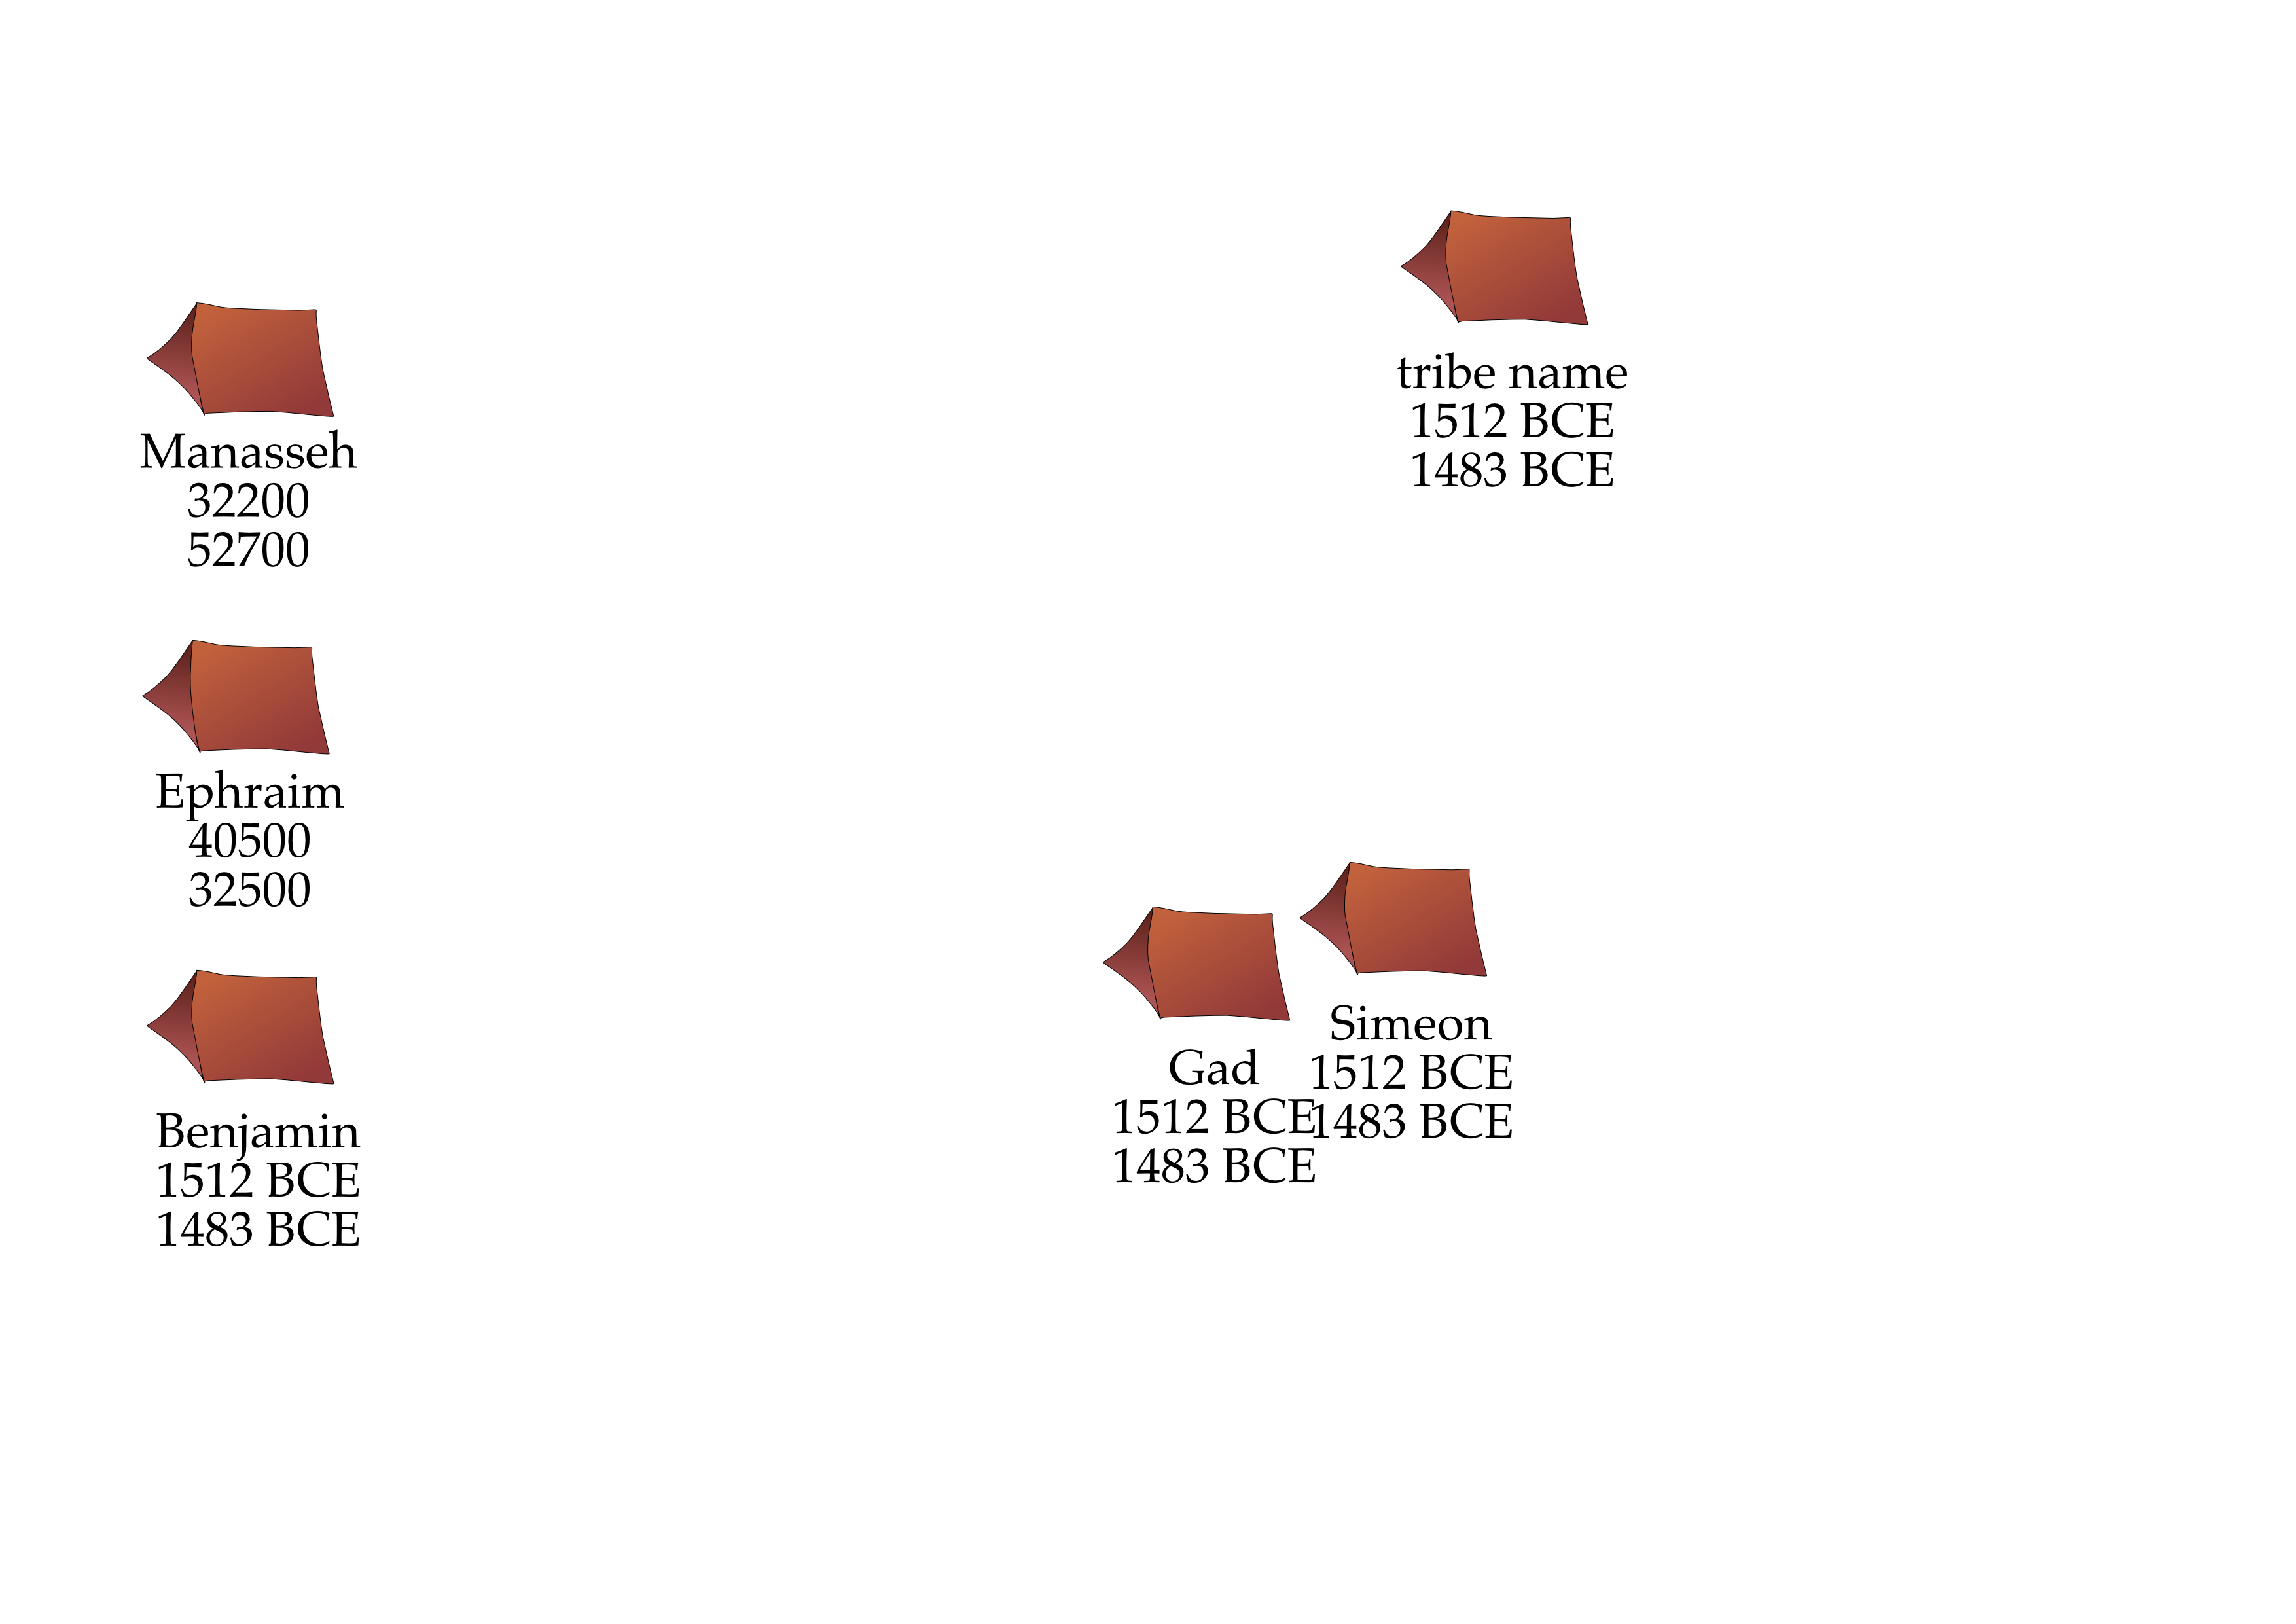 Manasseh
32200
52700
Ephraim
40500
32500
Benjamin
1512 BCE
1483 BCE
tribe name
1512 BCE
1483 BCE
Gad
1512 BCE
1483 BCE
Simeon
1512 BCE
1483 BCE